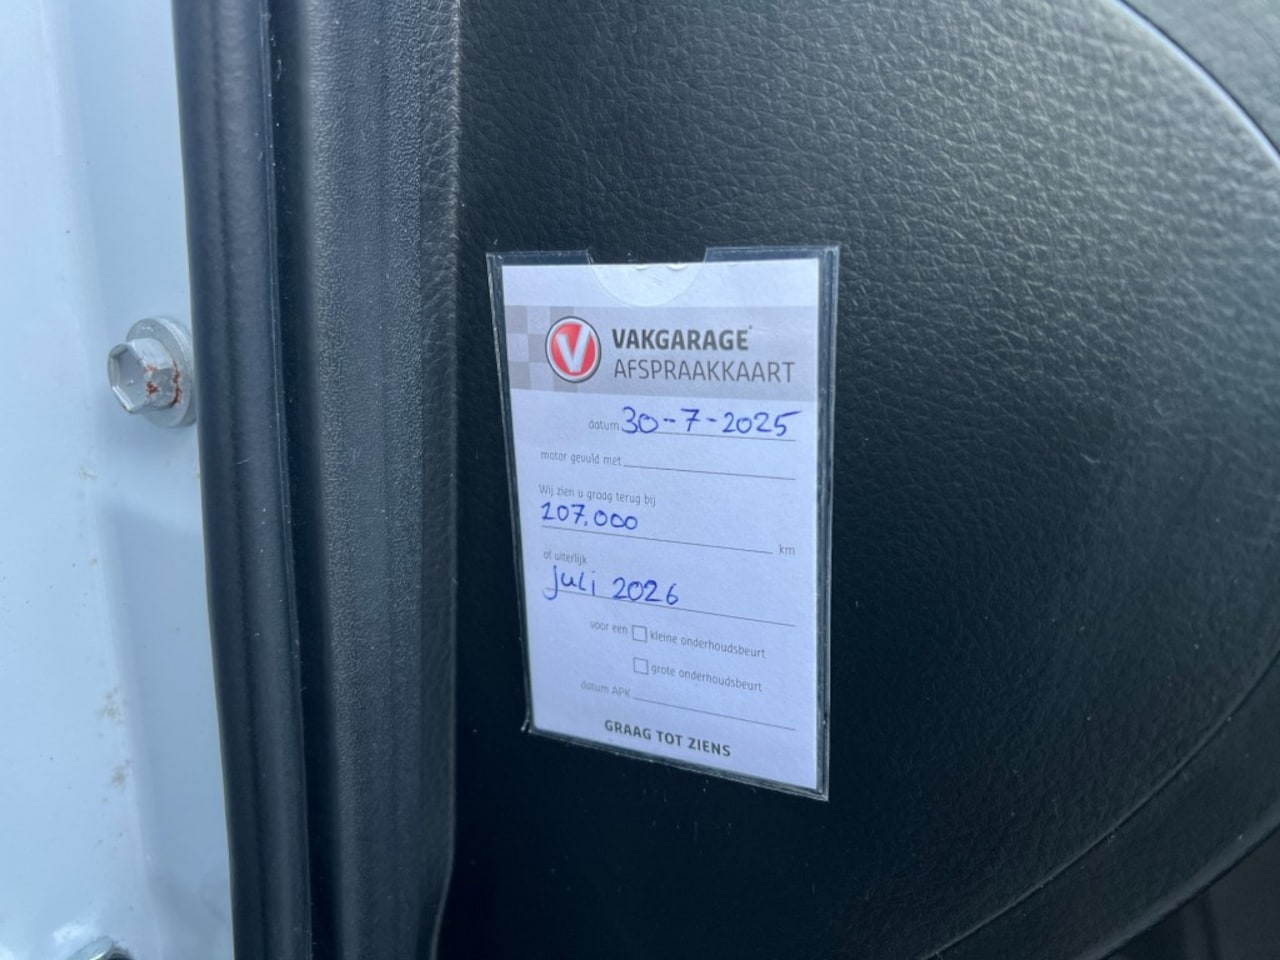 V VAKGARAGE®
AFSPRAAKKAART
datum 30-7-2025
motor gevuld met
Wij zien u graag terug bij
207.000 km
of uiterlijk
juli 2026
voor een kleine onderhoudsbeurt
grote onderhoudsbeurt
datum APK
GRAAG TOT ZIENS